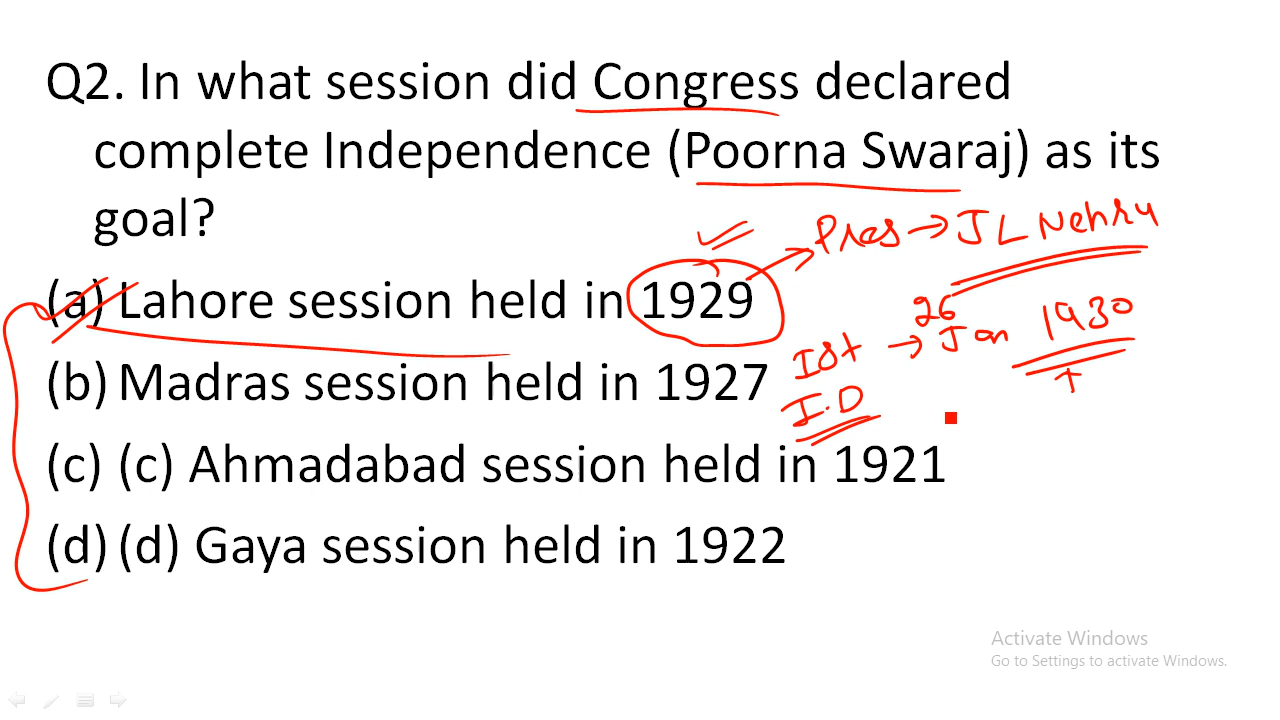 Q2. In what session did Congress declared
complete Independence (Poorna Swaraj) as its
goal?
Pres → J L Nehru
(a) Lahore session held in 1929
Ist → 26 Jan 1930
I.D
(b) Madras session held in 1927
(c) (c) Ahmadabad session held in 1921
(d) (d) Gaya session held in 1922
Activate Windows
Go to Settings to activate Windows.